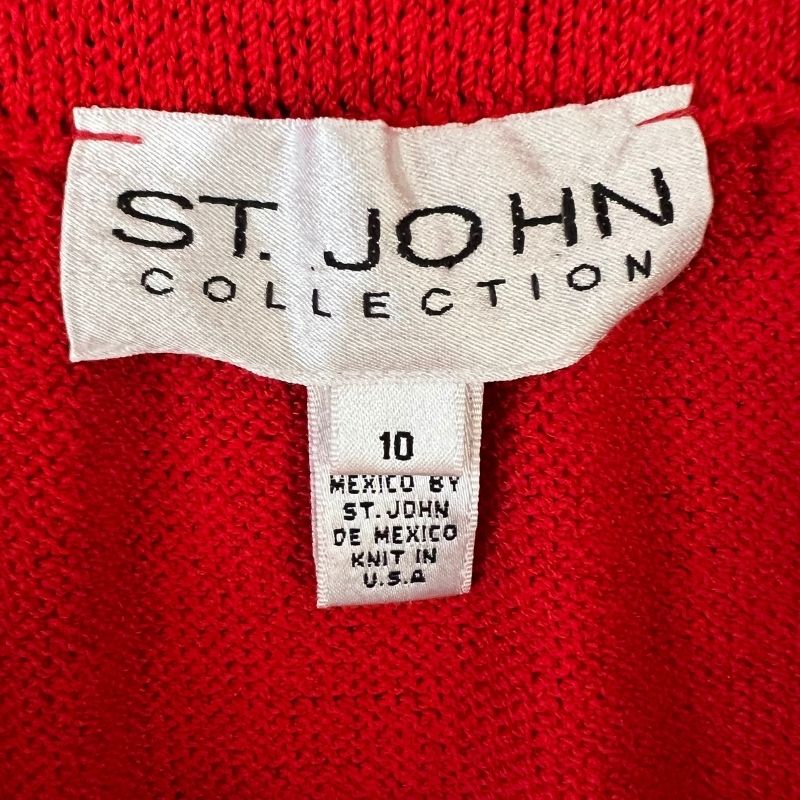 ST. JOHN
COLLECTION
10
MEXICO BY
ST. JOHN
DE MEXICO
KNIT IN
U.S.A